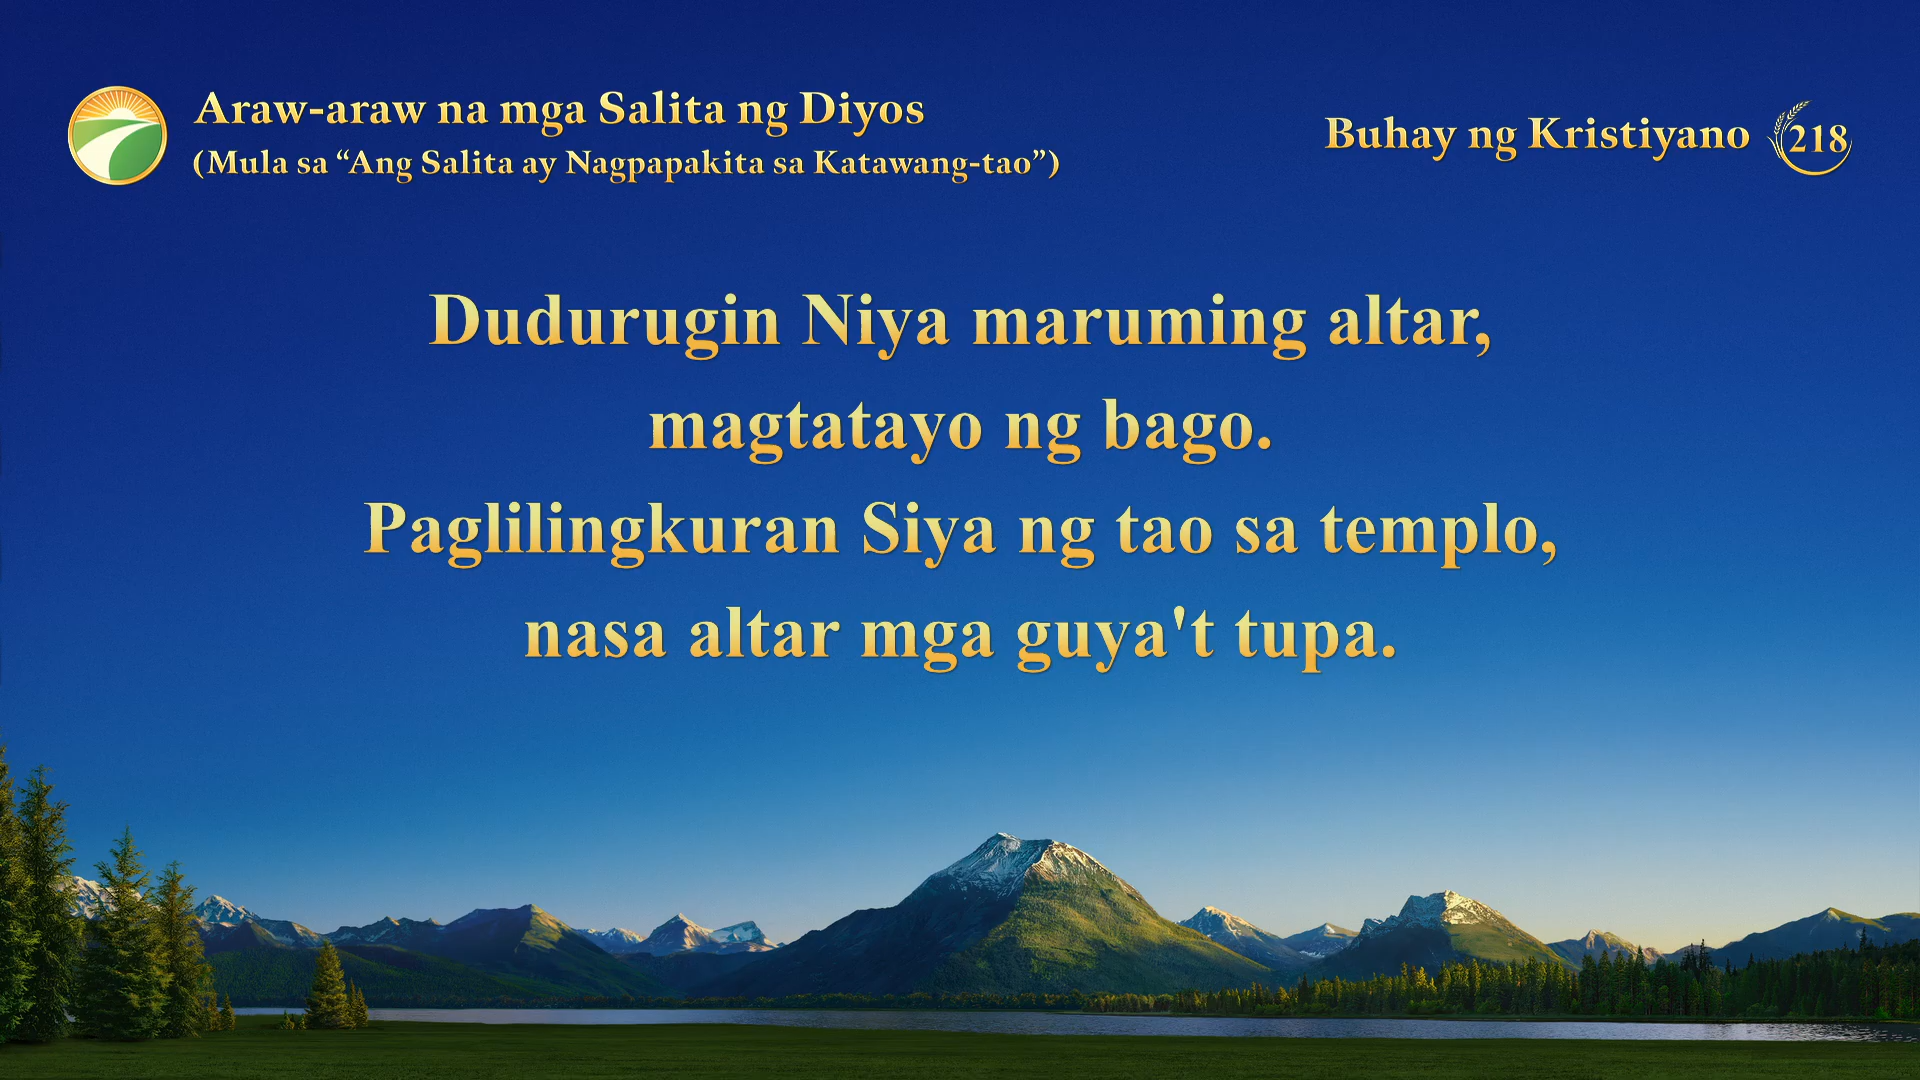 Araw-araw na mga Salita ng Diyos
(Mula sa “Ang Salita ay Nagpapakita sa Katawang-tao”)
Buhay ng Kristiyano 218
Dudurugin Niya maruming altar,
magtatayo ng bago.
Paglilingkuran Siya ng tao sa templo,
nasa altar mga guya't tupa.